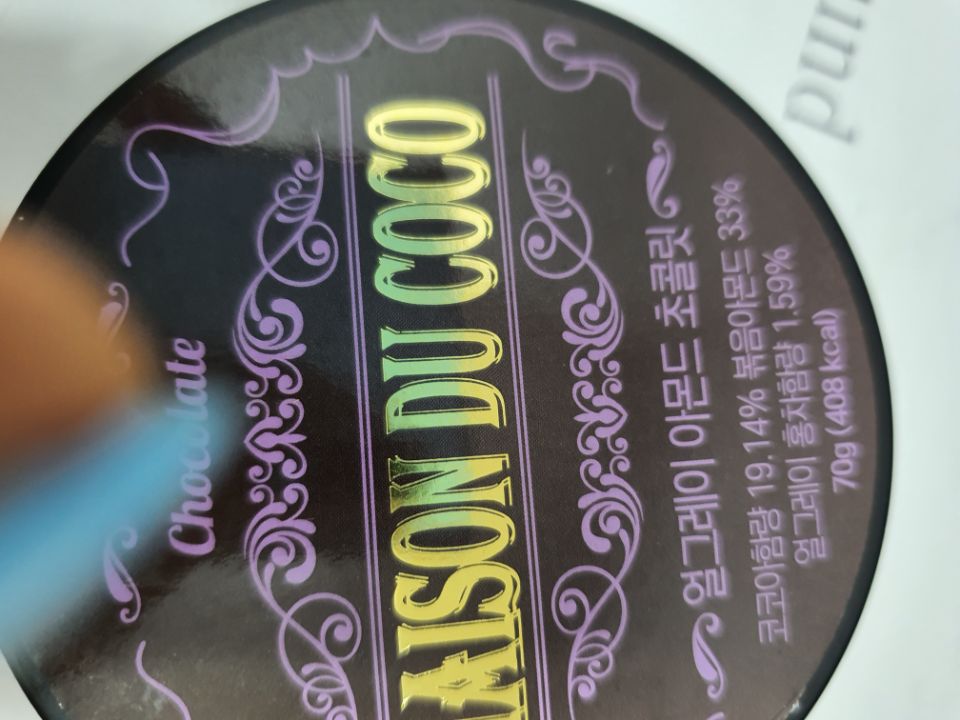 Chocolate
MAISON DU COCO
얼그레이 아몬드 초콜릿
코코아함량 19.14% 볶음아몬드 33%
얼그레이 홍차함량 1.59%
70g (408 kcal)